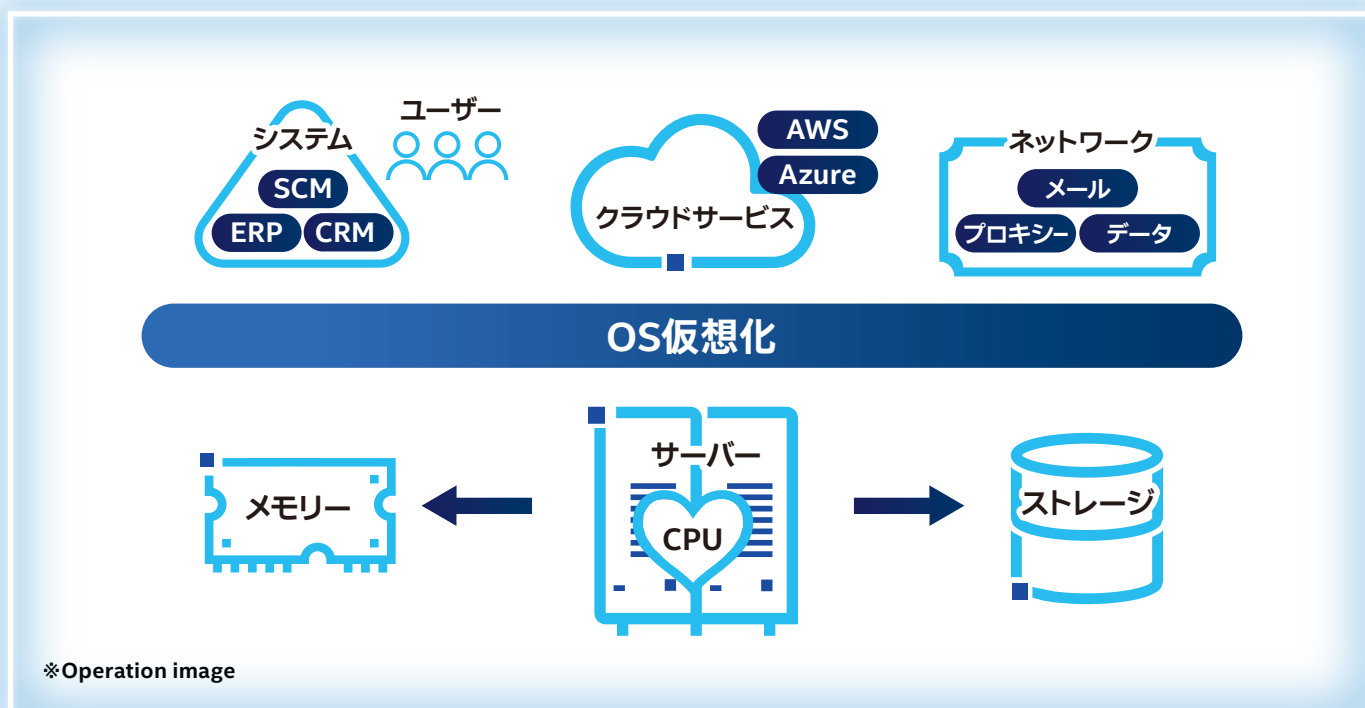 システム
SCM
ERP
CRM
ユーザー
クラウドサービス
AWS
Azure
ネットワーク
メール
プロキシー
データ
OS仮想化
メモリー
サーバー
CPU
ストレージ
※Operation image